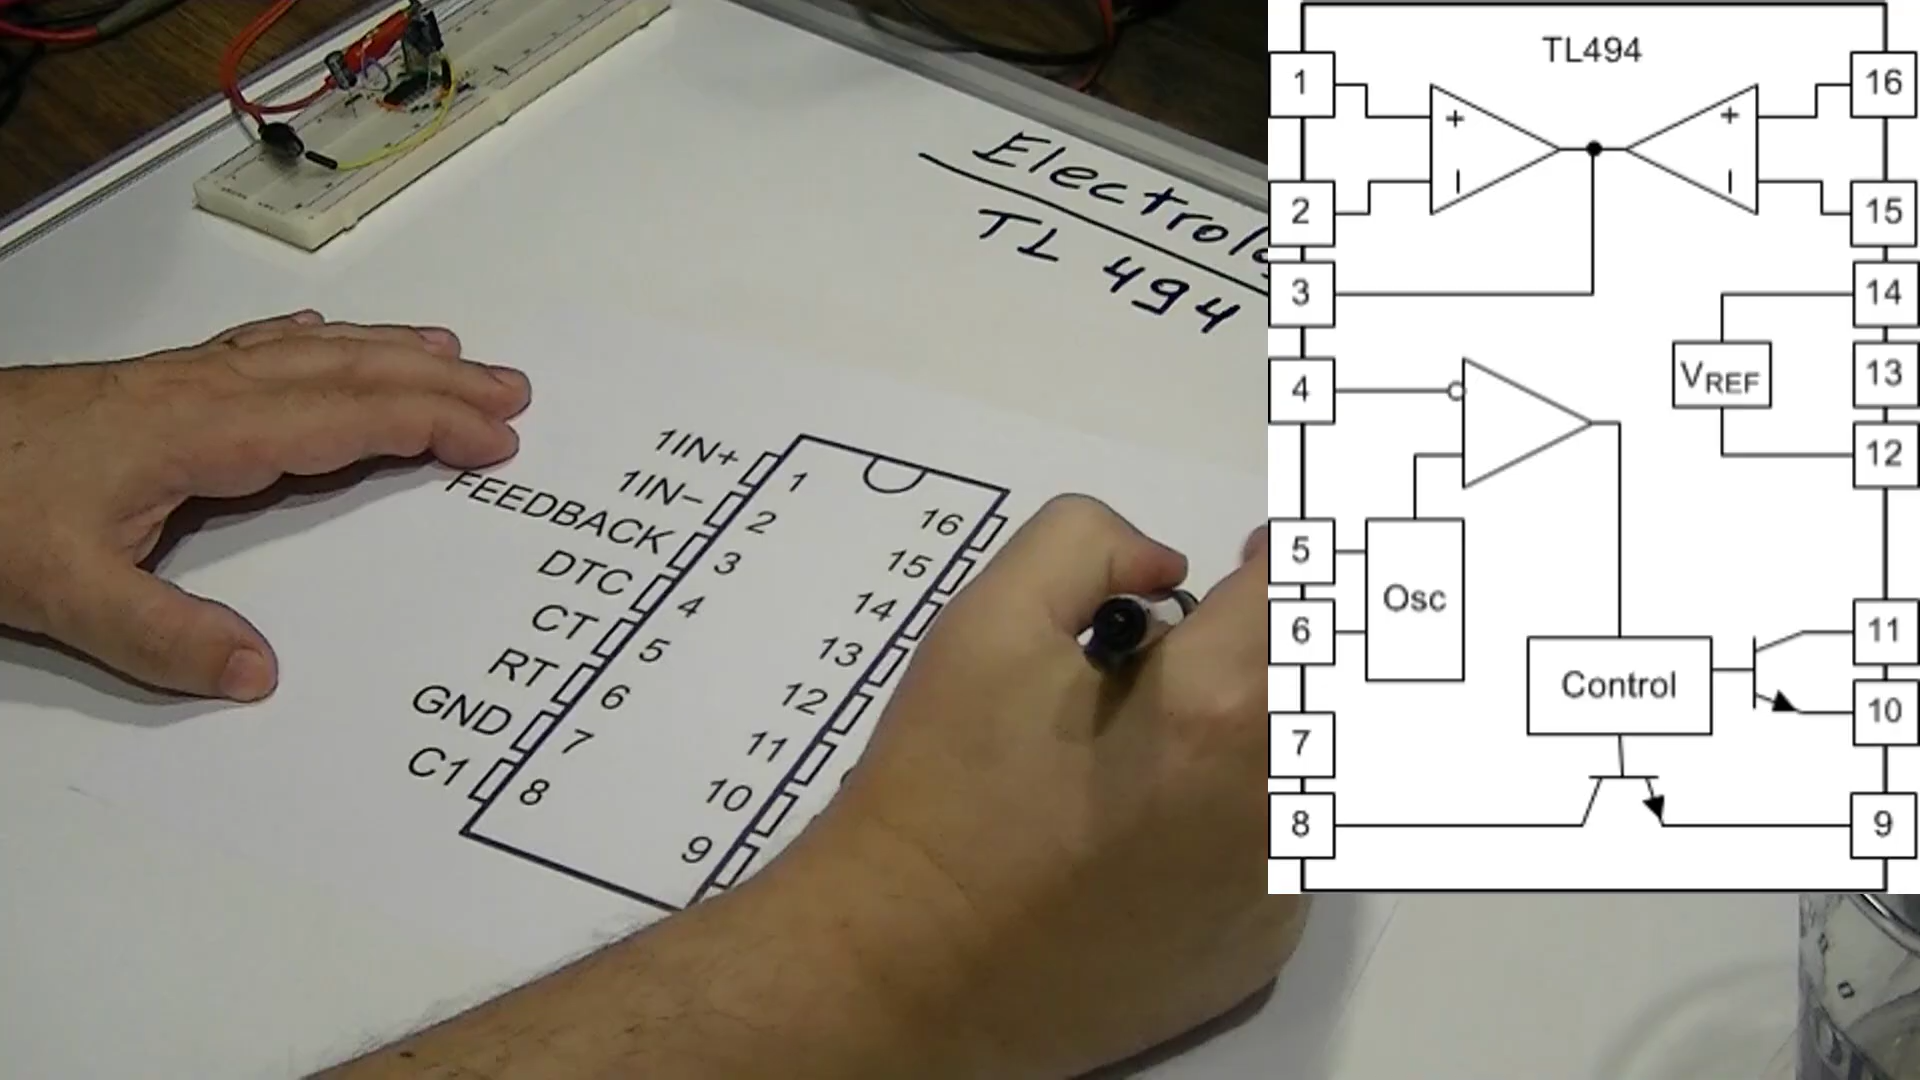 Electrolo
TL 494
1IN+
1IN−
FEEDBACK
DTC
CT
RT
GND
C1
1
2
3
4
5
6
7
8
16
15
14
13
12
11
10
9
TL494
1
2
3
4
5
6
7
8
16
15
14
13
12
11
10
9
+
−
+
−
VREF
Osc
Control